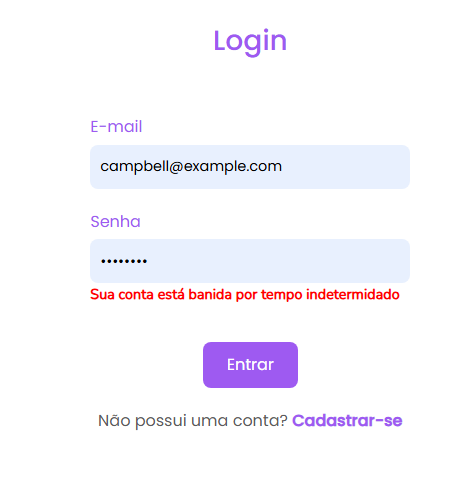 Login
E-mail
campbell@example.com
Senha
••••••••
Sua conta está banida por tempo indetermidado
Entrar
Não possui uma conta? Cadastrar-se